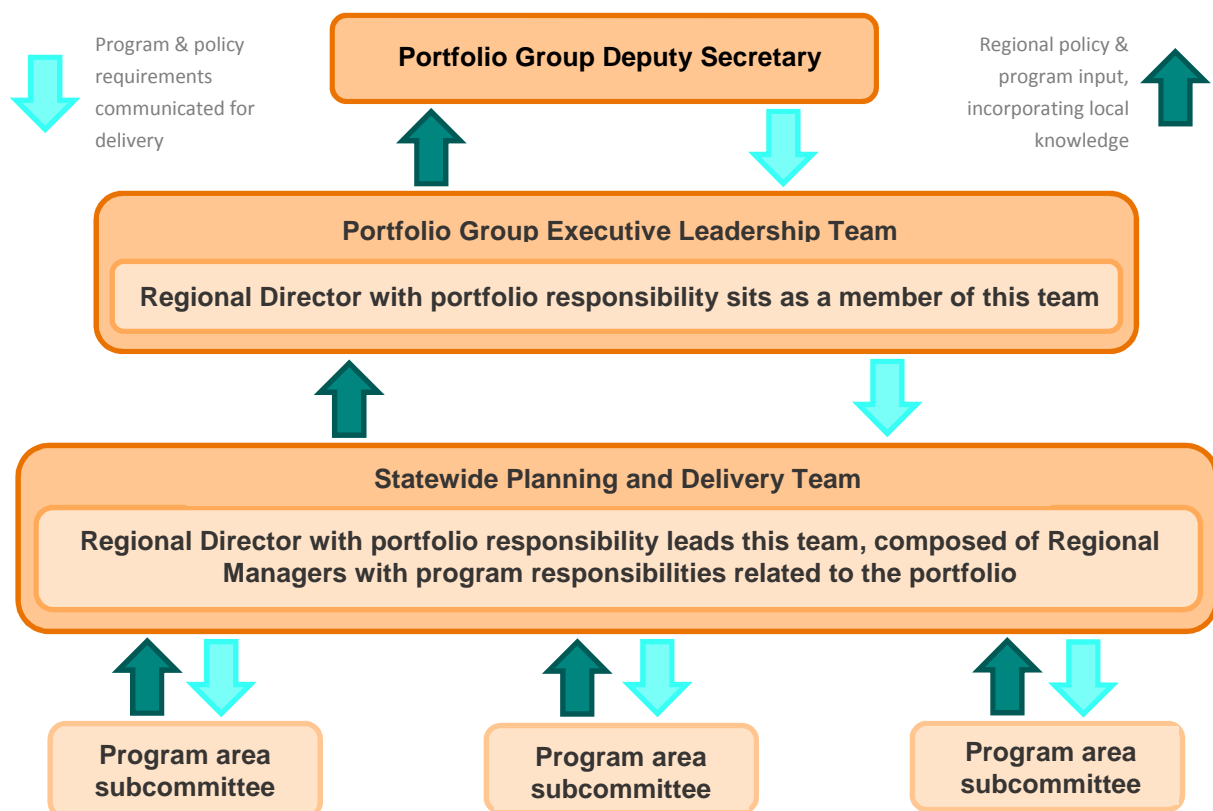 Program & policy
requirements
communicated for
delivery
Portfolio Group Deputy Secretary
Regional policy &
program input,
incorporating local
knowledge
Portfolio Group Executive Leadership Team
Regional Director with portfolio responsibility sits as a member of this team
Statewide Planning and Delivery Team
Regional Director with portfolio responsibility leads this team, composed of Regional
Managers with program responsibilities related to the portfolio
Program area
subcommittee
Program area
subcommittee
Program area
subcommittee